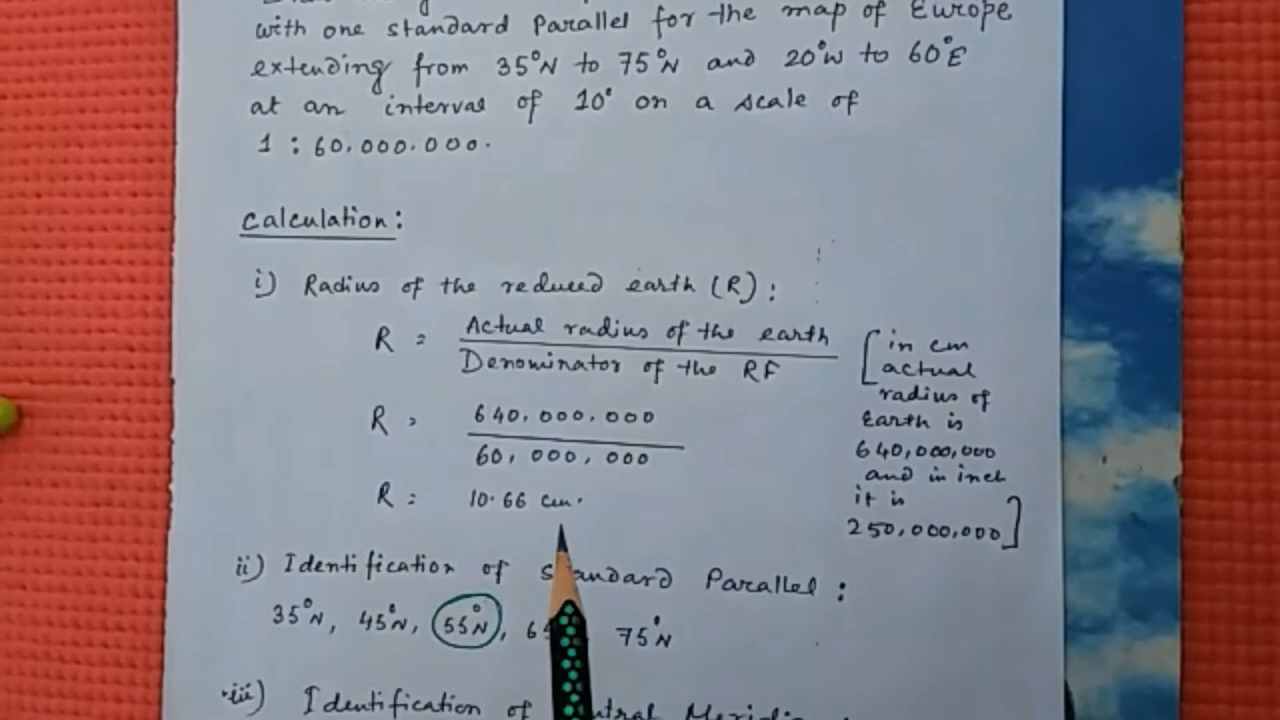 with one standard Parallel for the map of Europe
extending from 35°N to 75°N and 20°W to 60°E
at an interval of 10° on a scale of
1 : 60,000,000.
Calculation:
i) Radius of the reduced earth (R):
R = Actual radius of the earth
Denominator of the RF
[in cm
actual
radius of
Earth is
640,000,000
and in inch
it is
250,000,000]
R = 640,000,000
60,000,000
R = 10.66 cm.
ii) Identification of Standard Parallel:
35°N, 45°N, 55°N, 75°N
iii) Identification of